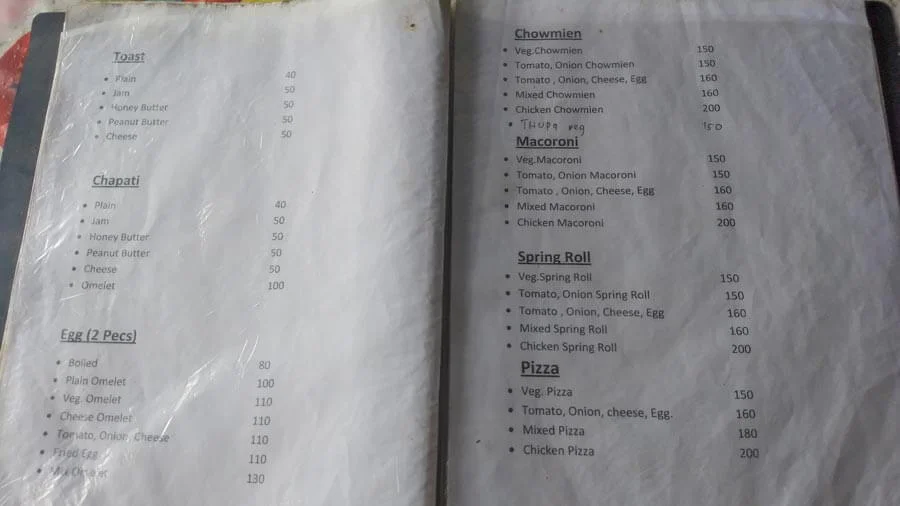 Toast
• Plain 40
• Jam 50
• Honey Butter 50
• Peanut Butter 50
• Cheese 50
Chapati
• Plain 40
• Jam 50
• Honey Butter 50
• Peanut Butter 50
• Cheese 50
• Omelet 100
Egg (2 Pecs)
• Boiled 80
• Plain Omelet 100
• Veg. Omelet 110
• Cheese Omelet 110
• Tomato, Onion, Cheese 110
• Fried Egg 110
• Mix Omelet 130
Chowmien
• Veg.Chowmien 150
• Tomato, Onion Chowmien 150
• Tomato , Onion, Cheese, Egg 160
• Mixed Chowmien 160
• Chicken Chowmien 200
• THUPA veg 150
Macoroni
• Veg.Macoroni 150
• Tomato, Onion Macoroni 150
• Tomato , Onion, Cheese, Egg 160
• Mixed Macoroni 160
• Chicken Macoroni 200
Spring Roll
• Veg.Spring Roll 150
• Tomato, Onion Spring Roll 150
• Tomato , Onion, Cheese, Egg 160
• Mixed Spring Roll 160
• Chicken Spring Roll 200
Pizza
• Veg. Pizza 150
• Tomato, Onion, cheese, Egg. 160
• Mixed Pizza 180
• Chicken Pizza 200